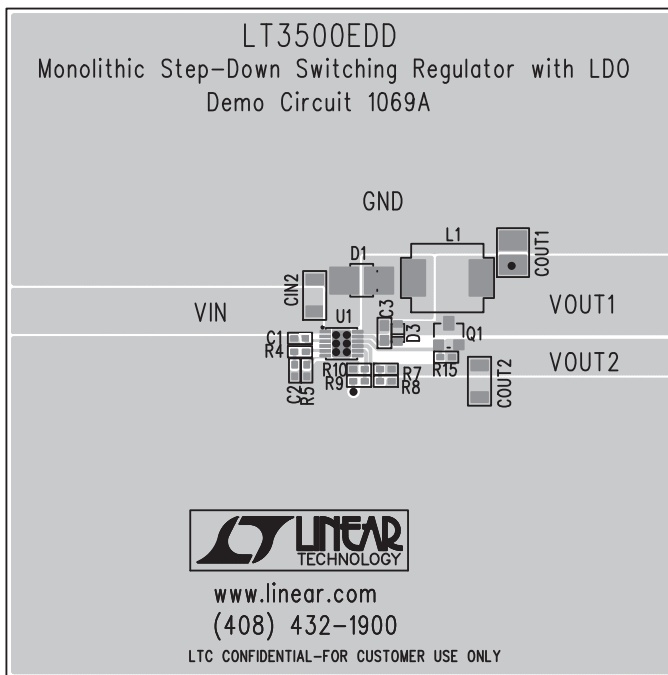 LT3500EDD
Monolithic Step-Down Switching Regulator with LDO
Demo Circuit 1069A
GND
L1
COUT1
D1
CIN2
VIN
U1
C3
D3
Q1
VOUT1
C1
R4
C2
R5
R10
R9
R7
R8
R15
COUT2
VOUT2
LINEAR
TECHNOLOGY
www.linear.com
(408) 432-1900
LTC CONFIDENTIAL-FOR CUSTOMER USE ONLY